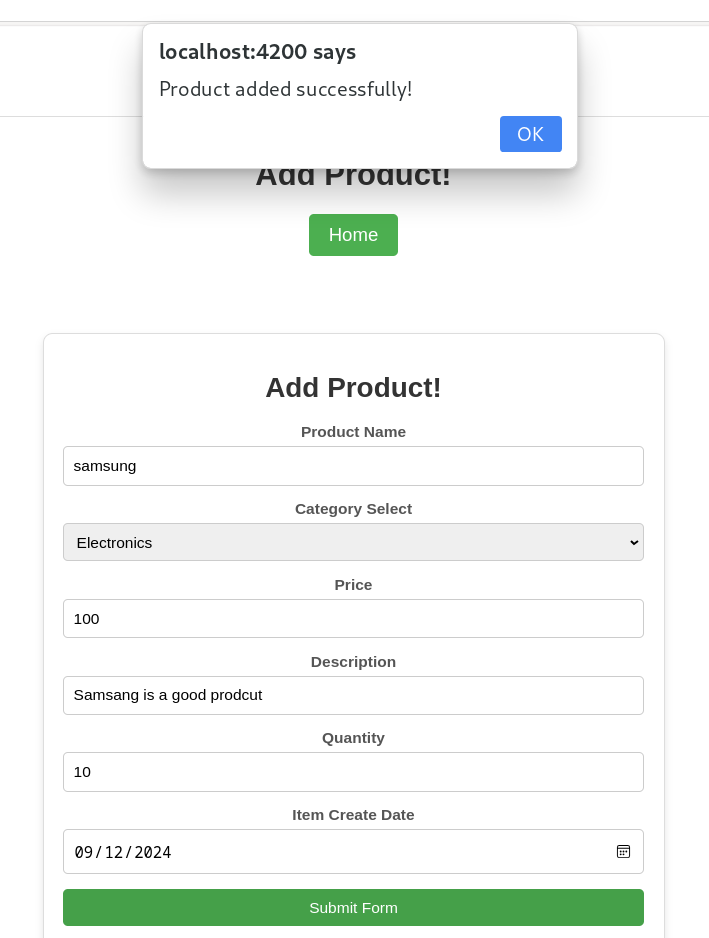 localhost:4200 says
Product added successfully!
OK
Add Product!
Home
Add Product!
Product Name
samsung
Category Select
Electronics
Price
100
Description
Samsang is a good prodcut
Quantity
10
Item Create Date
09/12/2024
Submit Form